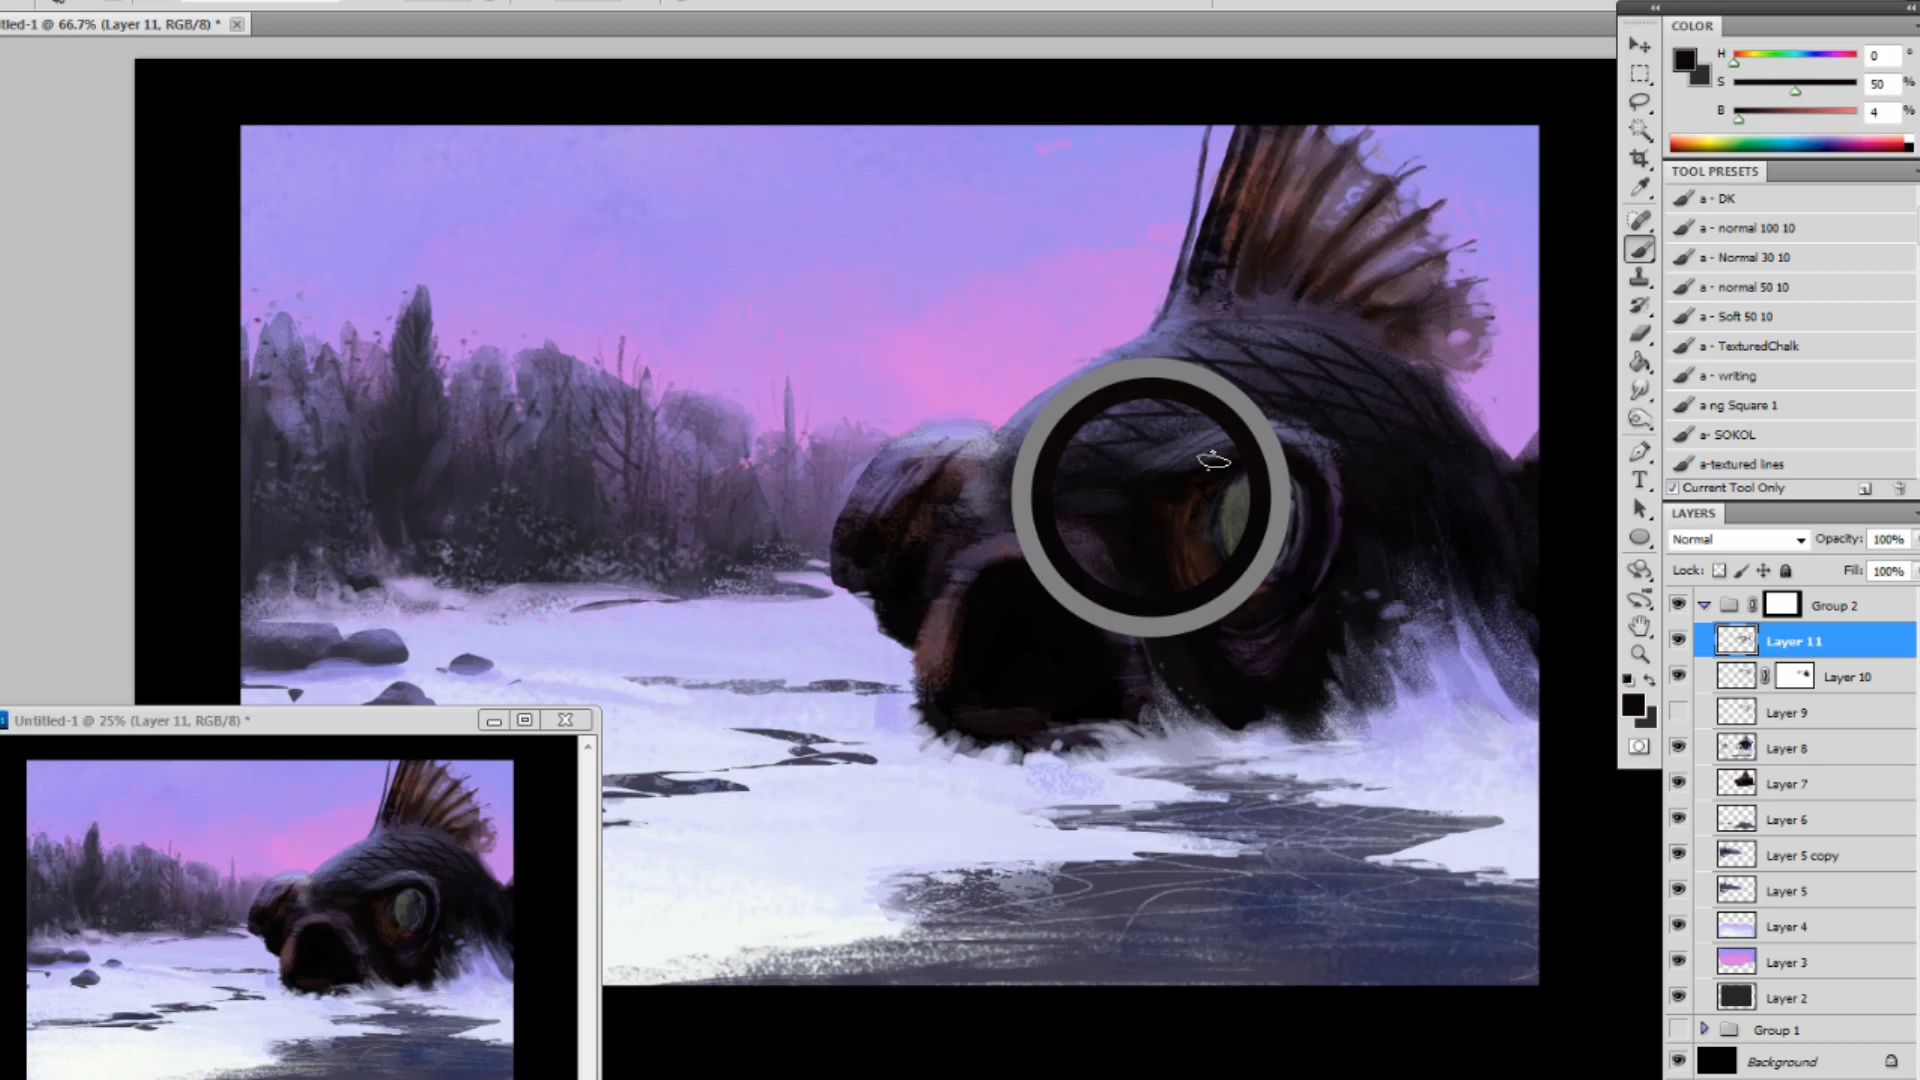 tled-1 @ 66.7% (Layer 11, RGB/8) *
COLOR
H 0 °
S 50 %
B 4 %
TOOL PRESETS
a - DK
a - normal 100 10
a - Normal 30 10
a - normal 50 10
a - Soft 50 10
a - TexturedChalk
a - writing
a ng Square 1
a- SOKOL
a-textured lines
Current Tool Only
LAYERS
Normal Opacity: 100%
Lock: Fill: 100%
Group 2
Layer 11
Layer 10
Layer 9
Layer 8
Layer 7
Layer 6
Layer 5 copy
Layer 5
Layer 4
Layer 3
Layer 2
Group 1
Background
Untitled-1 @ 25% (Layer 11, RGB/8) *